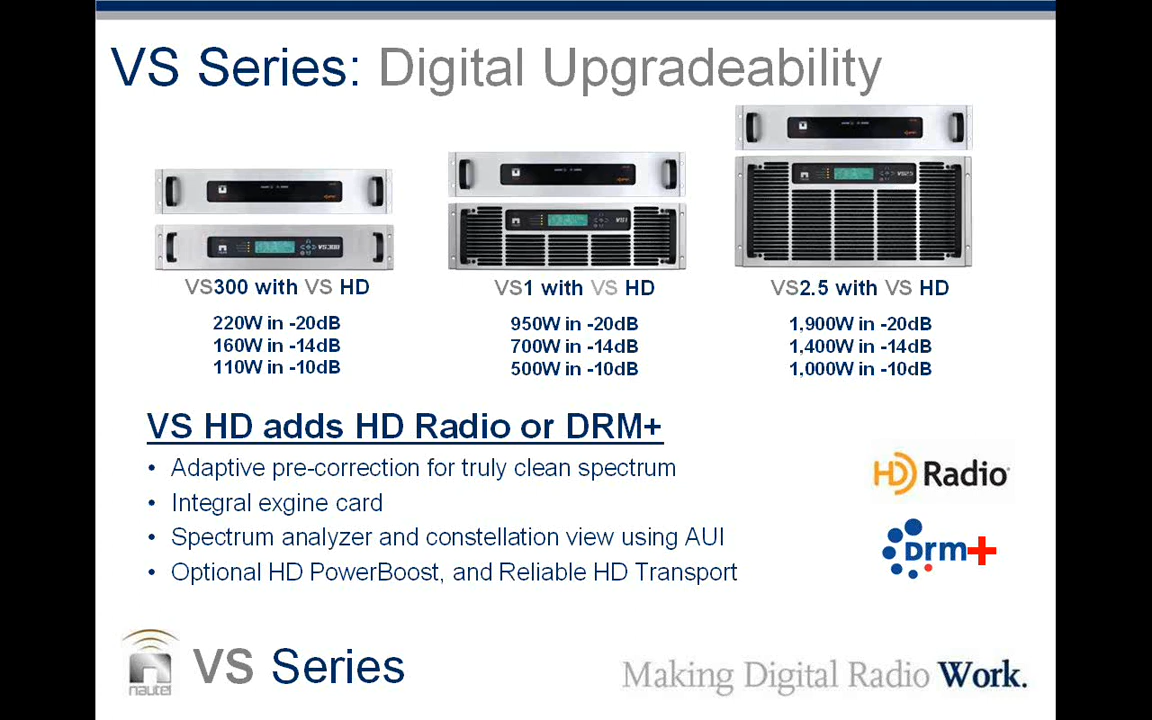 VS Series: Digital Upgradeability
VS300
VS1
VS2.5
VS300 with VS HD
VS1 with VS HD
VS2.5 with VS HD
220W in -20dB
160W in -14dB
110W in -10dB
950W in -20dB
700W in -14dB
500W in -10dB
1,900W in -20dB
1,400W in -14dB
1,000W in -10dB
VS HD adds HD Radio or DRM+
• Adaptive pre-correction for truly clean spectrum
• Integral exgine card
• Spectrum analyzer and constellation view using AUI
• Optional HD PowerBoost, and Reliable HD Transport
HD Radio
Drm+
nautel
VS Series
Making Digital Radio Work.